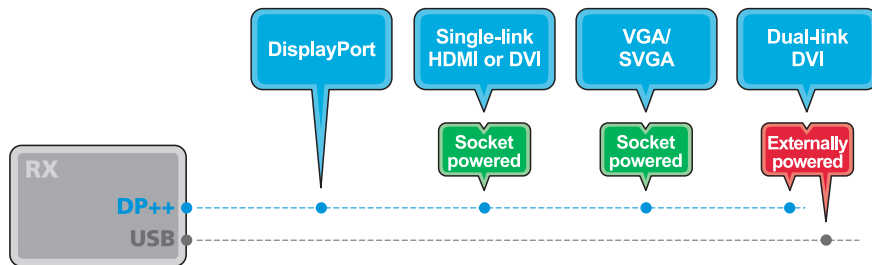 DisplayPort
Single-link
HDMI or DVI
VGA/
SVGA
Dual-link
DVI
Socket
powered
Socket
powered
Externally
powered
RX
DP++
USB